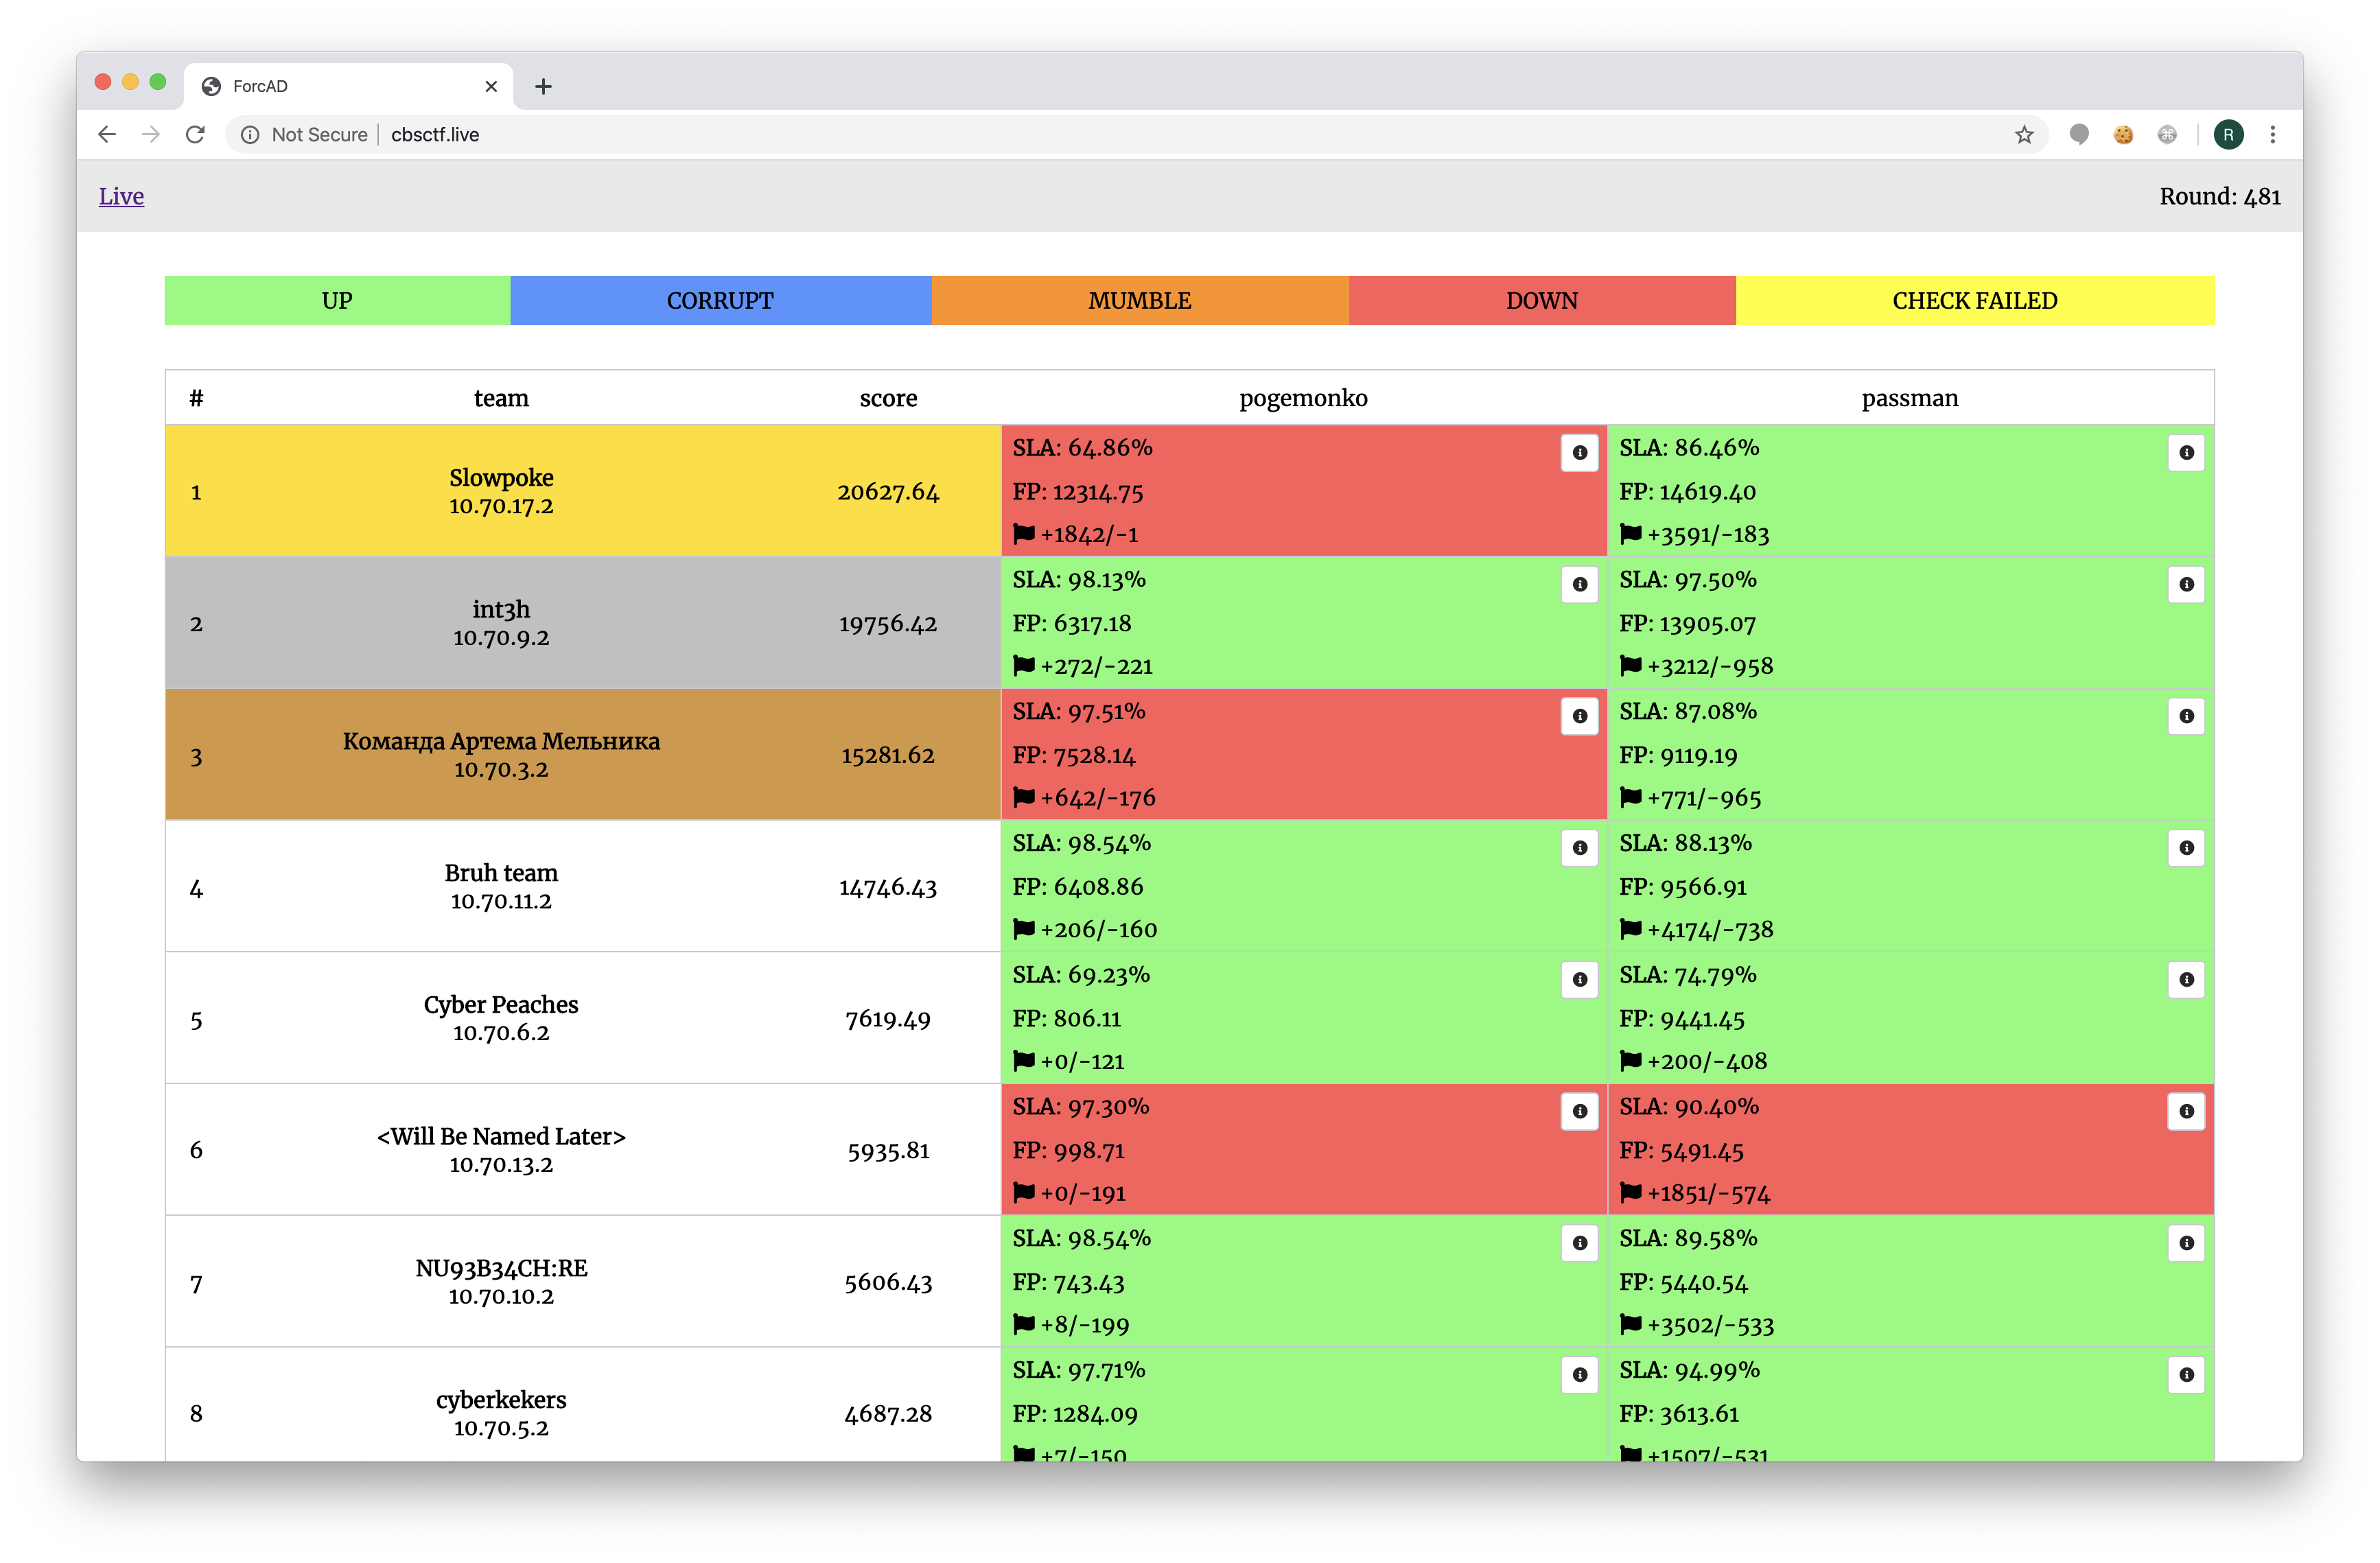 ForcAD
Not Secure | cbsctf.live
R
Live
Round: 481
UP CORRUPT MUMBLE DOWN CHECK FAILED
# team score pogemonko passman
1
Slowpoke
10.70.17.2
20627.64
SLA: 64.86%
FP: 12314.75
+1842/-1
SLA: 86.46%
FP: 14619.40
+3591/-183
2
int3h
10.70.9.2
19756.42
SLA: 98.13%
FP: 6317.18
+272/-221
SLA: 97.50%
FP: 13905.07
+3212/-958
3
Команда Артема Мельника
10.70.3.2
15281.62
SLA: 97.51%
FP: 7528.14
+642/-176
SLA: 87.08%
FP: 9119.19
+771/-965
4
Bruh team
10.70.11.2
14746.43
SLA: 98.54%
FP: 6408.86
+206/-160
SLA: 88.13%
FP: 9566.91
+4174/-738
5
Cyber Peaches
10.70.6.2
7619.49
SLA: 69.23%
FP: 806.11
+0/-121
SLA: 74.79%
FP: 9441.45
+200/-408
6
<Will Be Named Later>
10.70.13.2
5935.81
SLA: 97.30%
FP: 998.71
+0/-191
SLA: 90.40%
FP: 5491.45
+1851/-574
7
NU93B34CH:RE
10.70.10.2
5606.43
SLA: 98.54%
FP: 743.43
+8/-199
SLA: 89.58%
FP: 5440.54
+3502/-533
8
cyberkekers
10.70.5.2
4687.28
SLA: 97.71%
FP: 1284.09
+7/-150
SLA: 94.99%
FP: 3613.61
+1507/-531